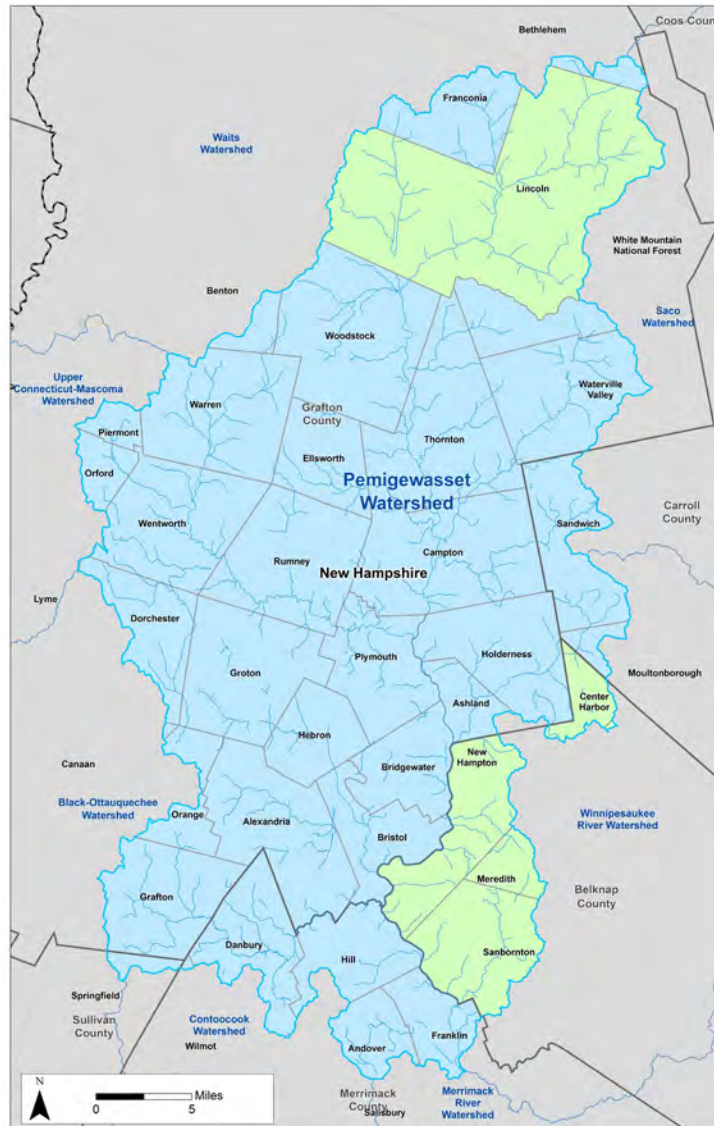 Coos County
Bethlehem
Franconia
Waits
Watershed
Lincoln
White Mountain
National Forest
Benton
Saco
Watershed
Woodstock
Upper
Connecticut-Mascoma
Watershed
Waterville
Valley
Warren
Grafton
County
Piermont
Thornton
Ellsworth
Orford
Pemigewasset
Watershed
Wentworth
Sandwich
Carroll
County
Rumney
Campton
New Hampshire
Lyme
Dorchester
Plymouth
Holderness
Groton
Moultonborough
Center
Harbor
Ashland
Hebron
New
Hampton
Canaan
Bridgewater
Black-Ottauquechee
Watershed
Orange
Alexandria
Winnipesaukee
River Watershed
Bristol
Meredith
Grafton
Belknap
County
Danbury
Sanbornton
Hill
Springfield
Sullivan
County
Contoocook
Watershed
Wilmot
Franklin
Andover
N
Miles
0
5
Merrimack
County
Salisbury
Merrimack
River
Watershed